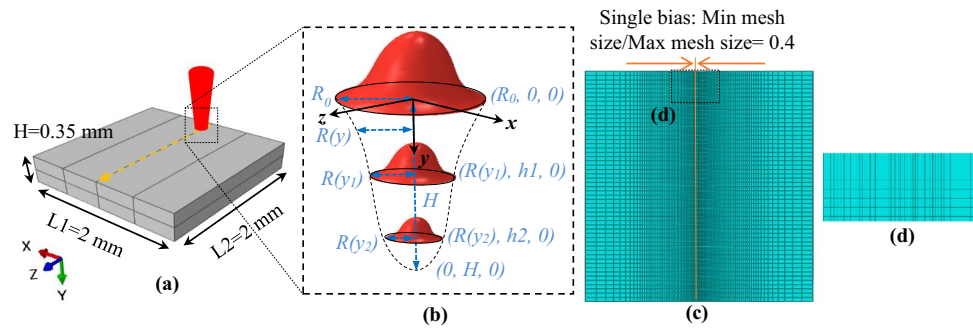 H=0.35 mm
L1=2 mm
L2=2 mm
X
Z
Y
(a)
R₀
(R₀, 0, 0)
z
x
R(y)
y
R(y₁)
(R(y₁), h1, 0)
H
R(y₂)
(R(y₂), h2, 0)
(0, H, 0)
(b)
Single bias: Min mesh
size/Max mesh size= 0.4
(d)
(c)
(d)